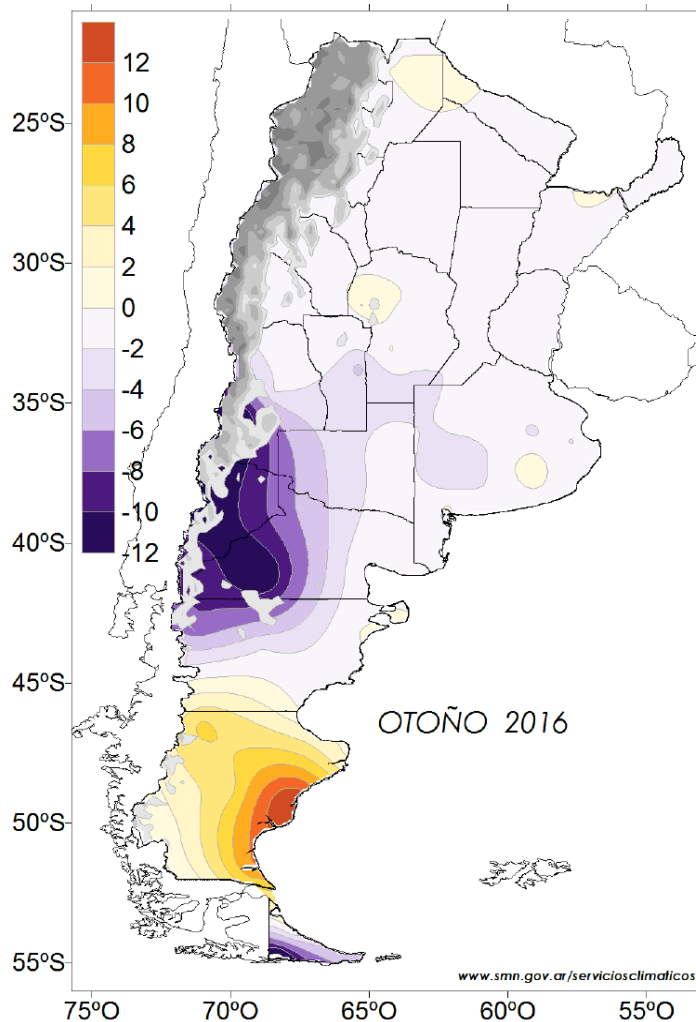 12
10
8
6
4
2
0
-2
-4
-6
-8
-10
-12
25ºS
30ºS
35ºS
40ºS
45ºS
50ºS
55ºS
OTOÑO 2016
www.smn.gov.ar/serviciosclimaticos
75ºO 70ºO 65ºO 60ºO 55ºO